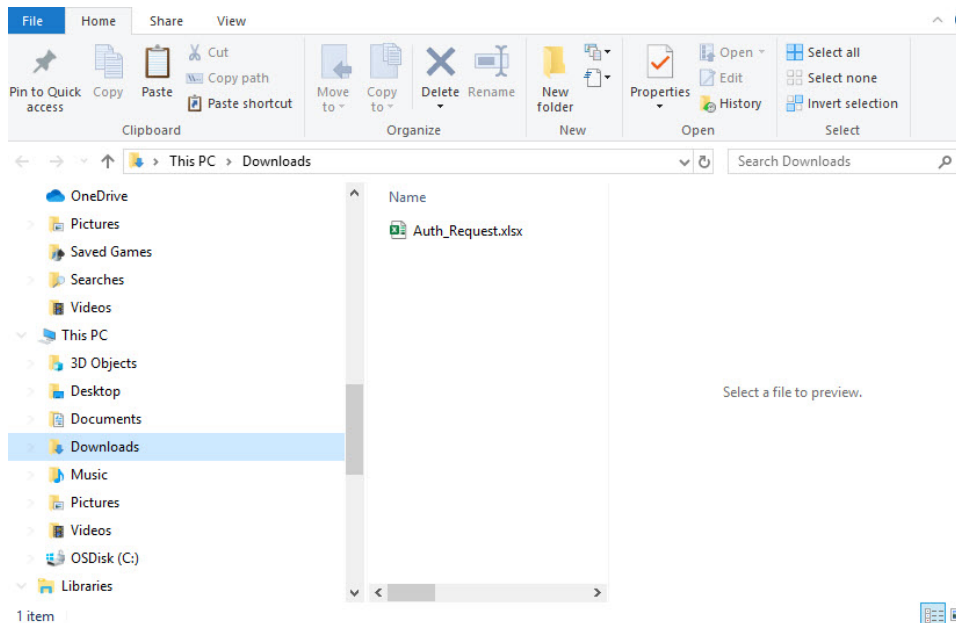 File Home Share View
Cut
Copy path
Paste shortcut
Pin to Quick access
Copy
Paste
Clipboard
Move to
Copy to
Delete
Rename
Organize
New folder
New
Properties
Open
Edit
History
Open
Select all
Select none
Invert selection
Select
This PC > Downloads
Search Downloads
OneDrive
Pictures
Saved Games
Searches
Videos
This PC
3D Objects
Desktop
Documents
Downloads
Music
Pictures
Videos
OSDisk (C:)
Libraries
Name
Auth_Request.xlsx
Select a file to preview.
1 item